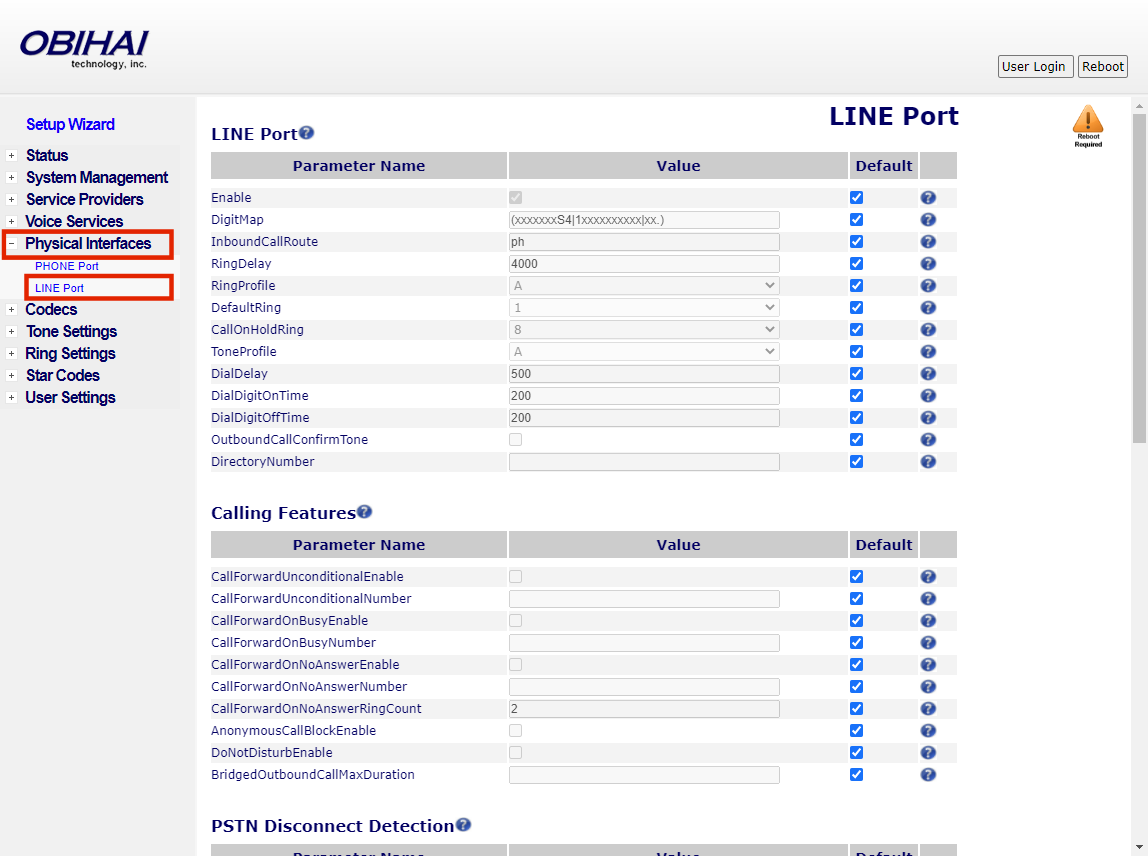 OBIHAI
technology, inc.
User Login Reboot
Setup Wizard
Status
System Management
Service Providers
Voice Services
Physical Interfaces
PHONE Port
LINE Port
Codecs
Tone Settings
Ring Settings
Star Codes
User Settings
LINE Port
Reboot
Required
LINE Port
Parameter Name Value Default
Enable
DigitMap (xxxxxxxS4|1xxxxxxxxxx|xx.)
InboundCallRoute ph
RingDelay 4000
RingProfile A
DefaultRing 1
CallOnHoldRing 8
ToneProfile A
DialDelay 500
DialDigitOnTime 200
DialDigitOffTime 200
OutboundCallConfirmTone
DirectoryNumber
Calling Features
Parameter Name Value Default
CallForwardUnconditionalEnable
CallForwardUnconditionalNumber
CallForwardOnBusyEnable
CallForwardOnBusyNumber
CallForwardOnNoAnswerEnable
CallForwardOnNoAnswerNumber
CallForwardOnNoAnswerRingCount 2
AnonymousCallBlockEnable
DoNotDisturbEnable
BridgedOutboundCallMaxDuration
PSTN Disconnect Detection
Parameter Name Value Default